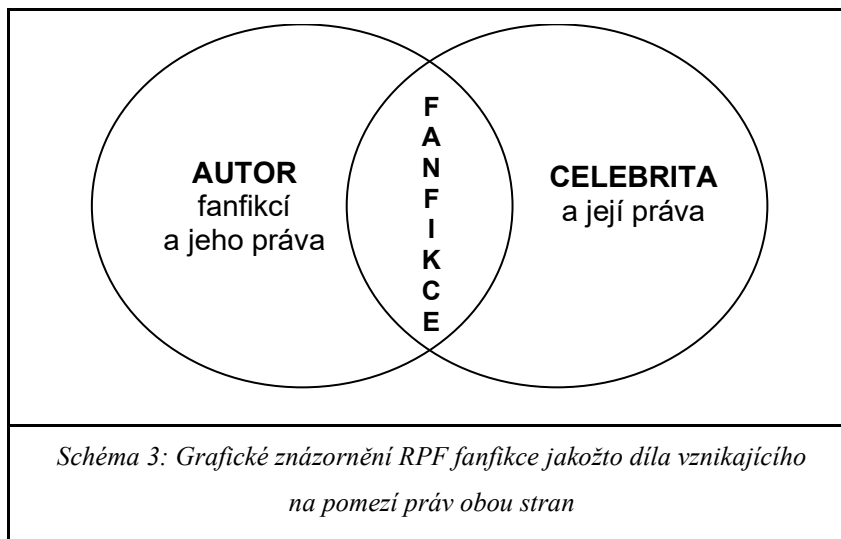 AUTOR
fanfikcí
a jeho práva
F
A
N
F
I
K
C
E
CELEBRITA
a její práva
Schéma 3: Grafické znázornění RPF fanfikce jakožto díla vznikajícího
na pomezí práv obou stran